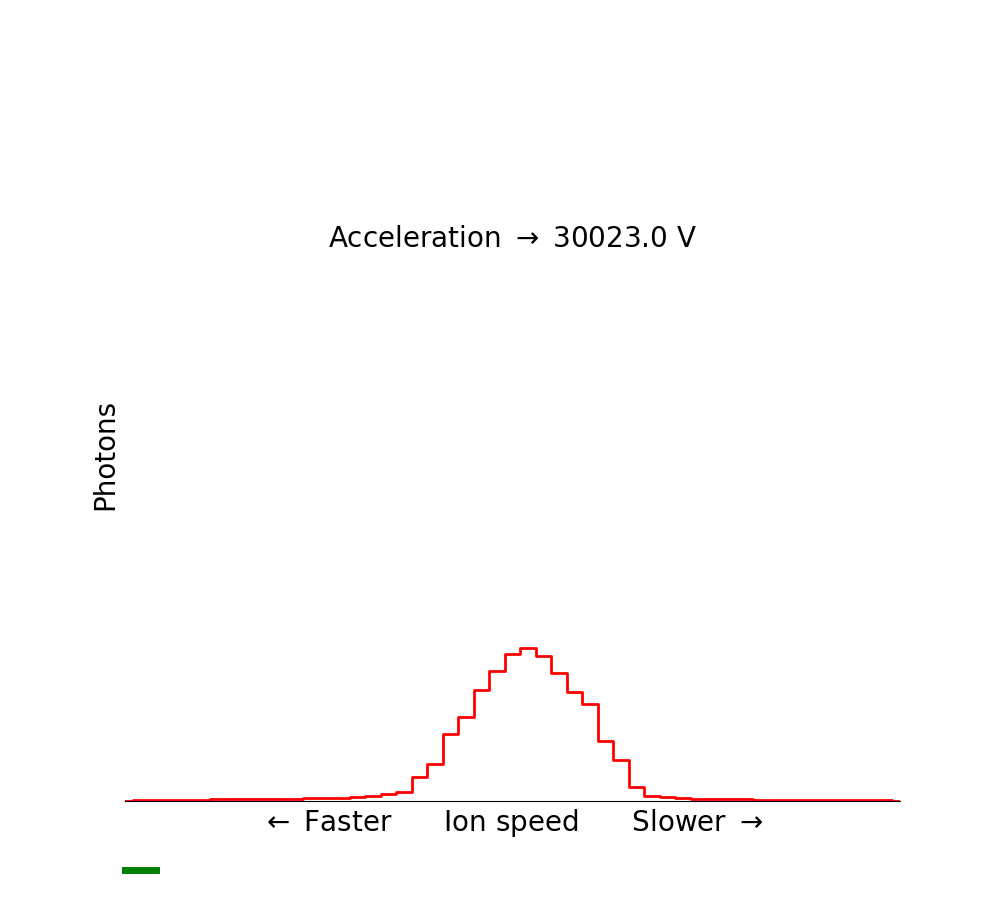 Acceleration → 30023.0 V
Photons
← Faster Ion speed Slower →